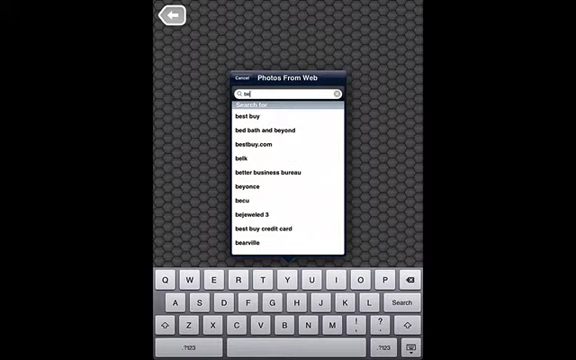 Cancel Photos From Web
be
Search for
best buy
bed bath and beyond
bestbuy.com
belk
better business bureau
beyonce
becu
bejeweled 3
best buy credit card
bearville
Q W E R T Y U I O P
A S D F G H J K L Search
Z X C V B N M ! , ? .
.?123 .?123